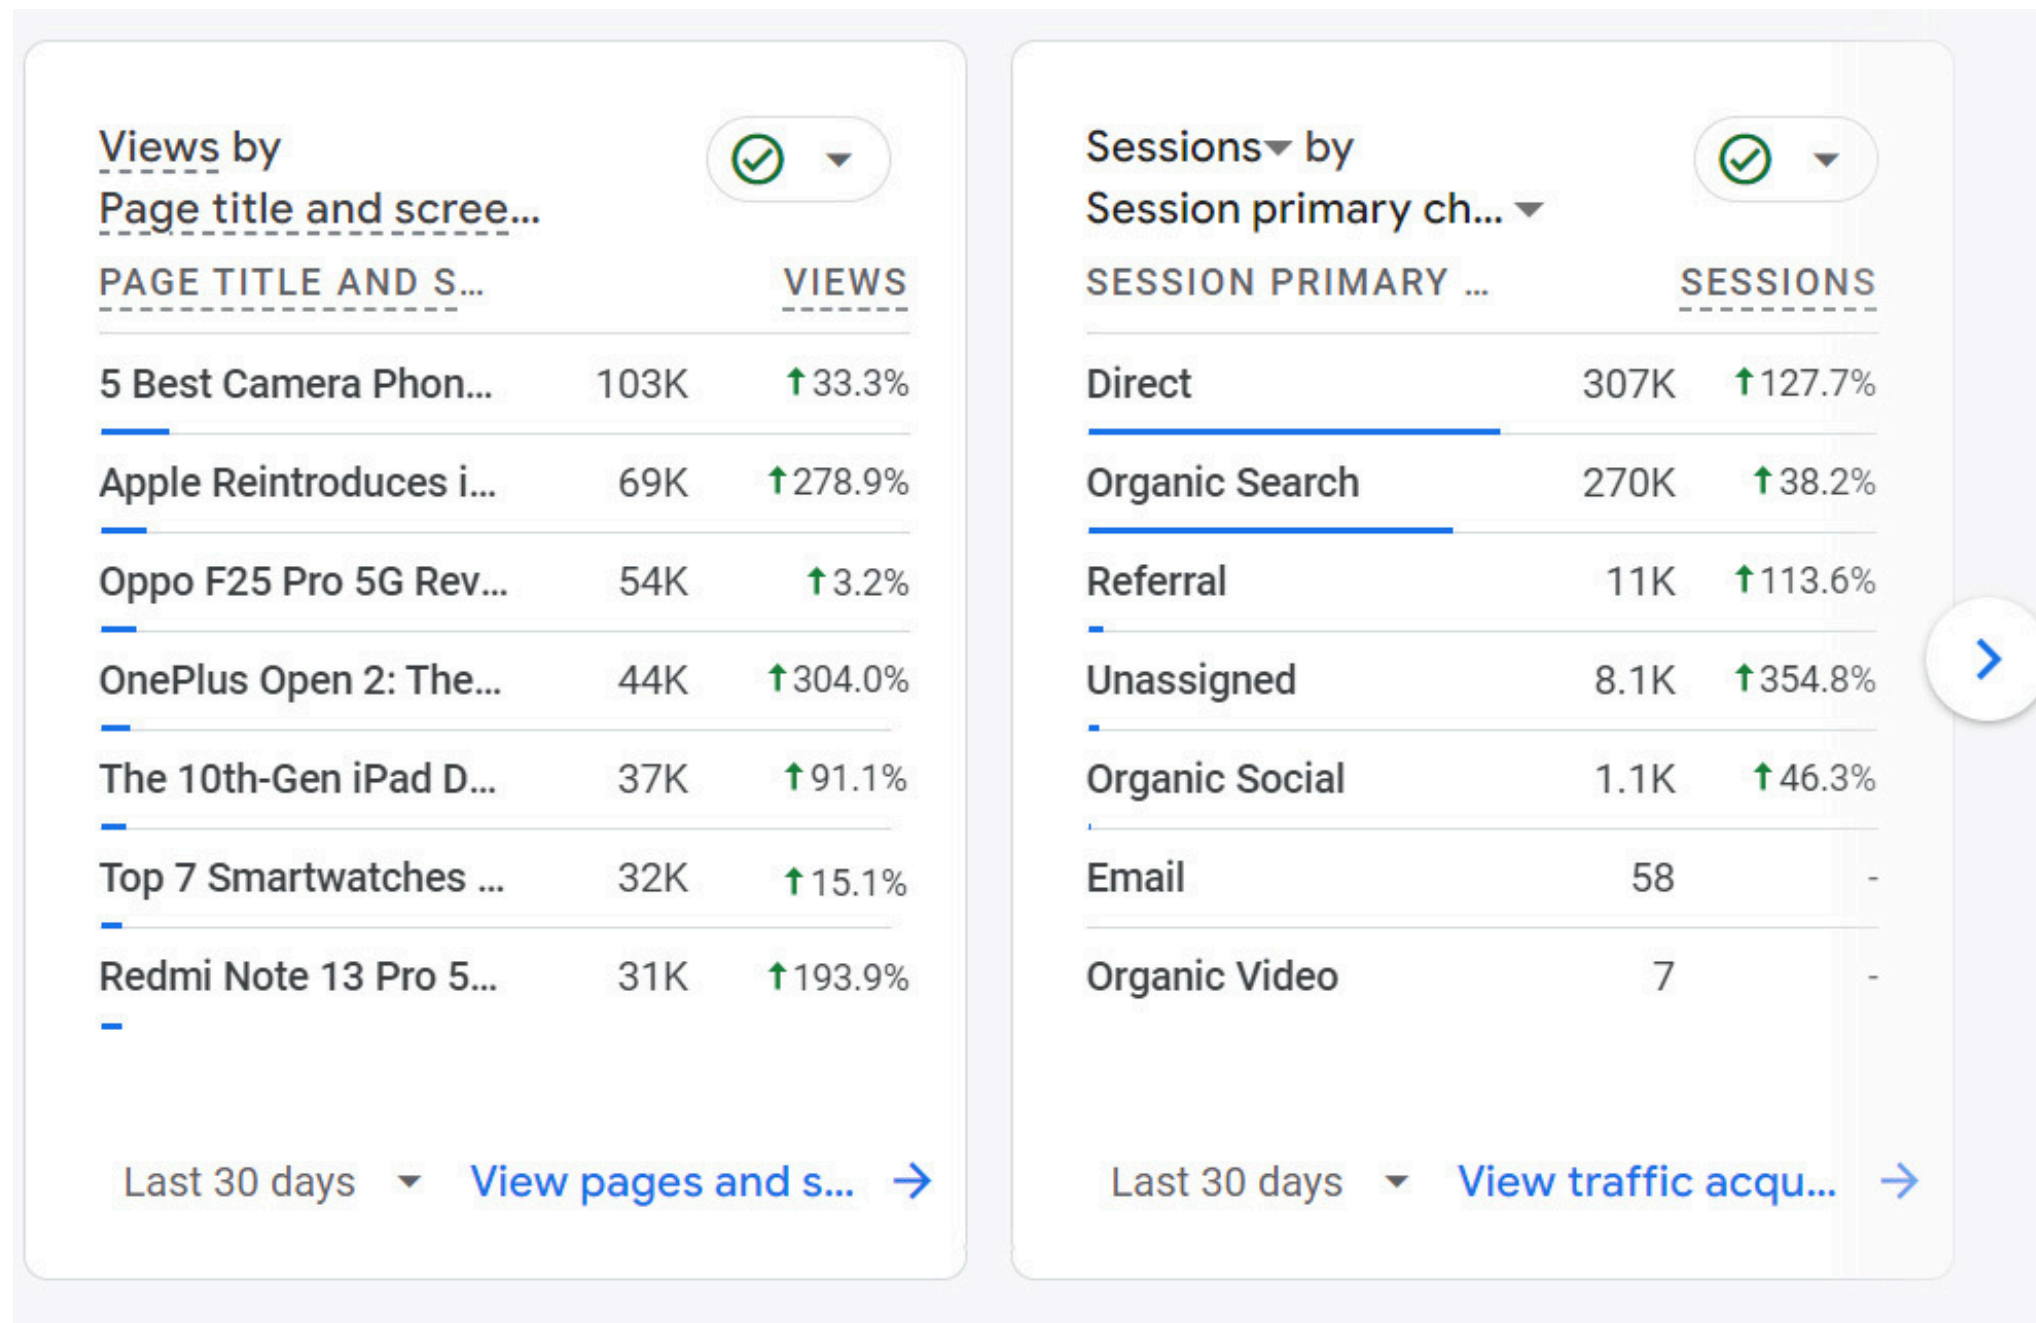 Views by
Page title and scree...
PAGE TITLE AND S... VIEWS
5 Best Camera Phon... 103K ↑33.3%
Apple Reintroduces i... 69K ↑278.9%
Oppo F25 Pro 5G Rev... 54K ↑3.2%
OnePlus Open 2: The... 44K ↑304.0%
The 10th-Gen iPad D... 37K ↑91.1%
Top 7 Smartwatches ... 32K ↑15.1%
Redmi Note 13 Pro 5... 31K ↑193.9%
Last 30 days View pages and s... →
Sessions by
Session primary ch...
SESSION PRIMARY ... SESSIONS
Direct 307K ↑127.7%
Organic Search 270K ↑38.2%
Referral 11K ↑113.6%
Unassigned 8.1K ↑354.8%
Organic Social 1.1K ↑46.3%
Email 58 -
Organic Video 7 -
Last 30 days View traffic acqu... →